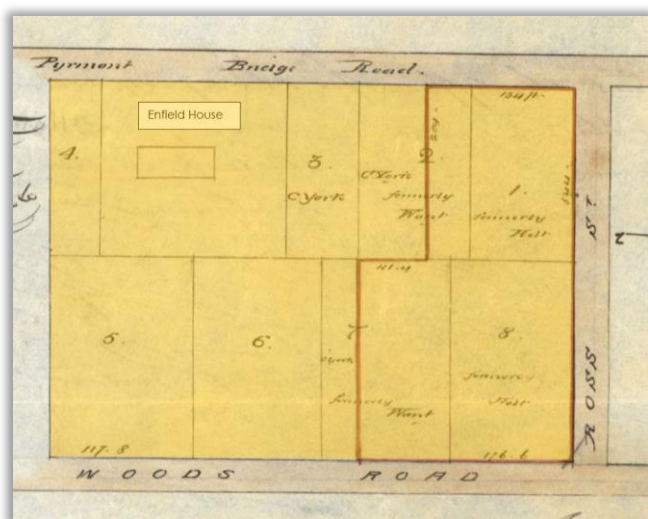 Pyrmont Bridge Road.
Enfield House
134 ft.
4.
3
C York
2
C York
formerly
Want
1.
formerly
Holt
ROSS ST
41.4
5.
6.
7
formerly
Want
8.
formerly
Holt
117.8
176.6
WOODS ROAD